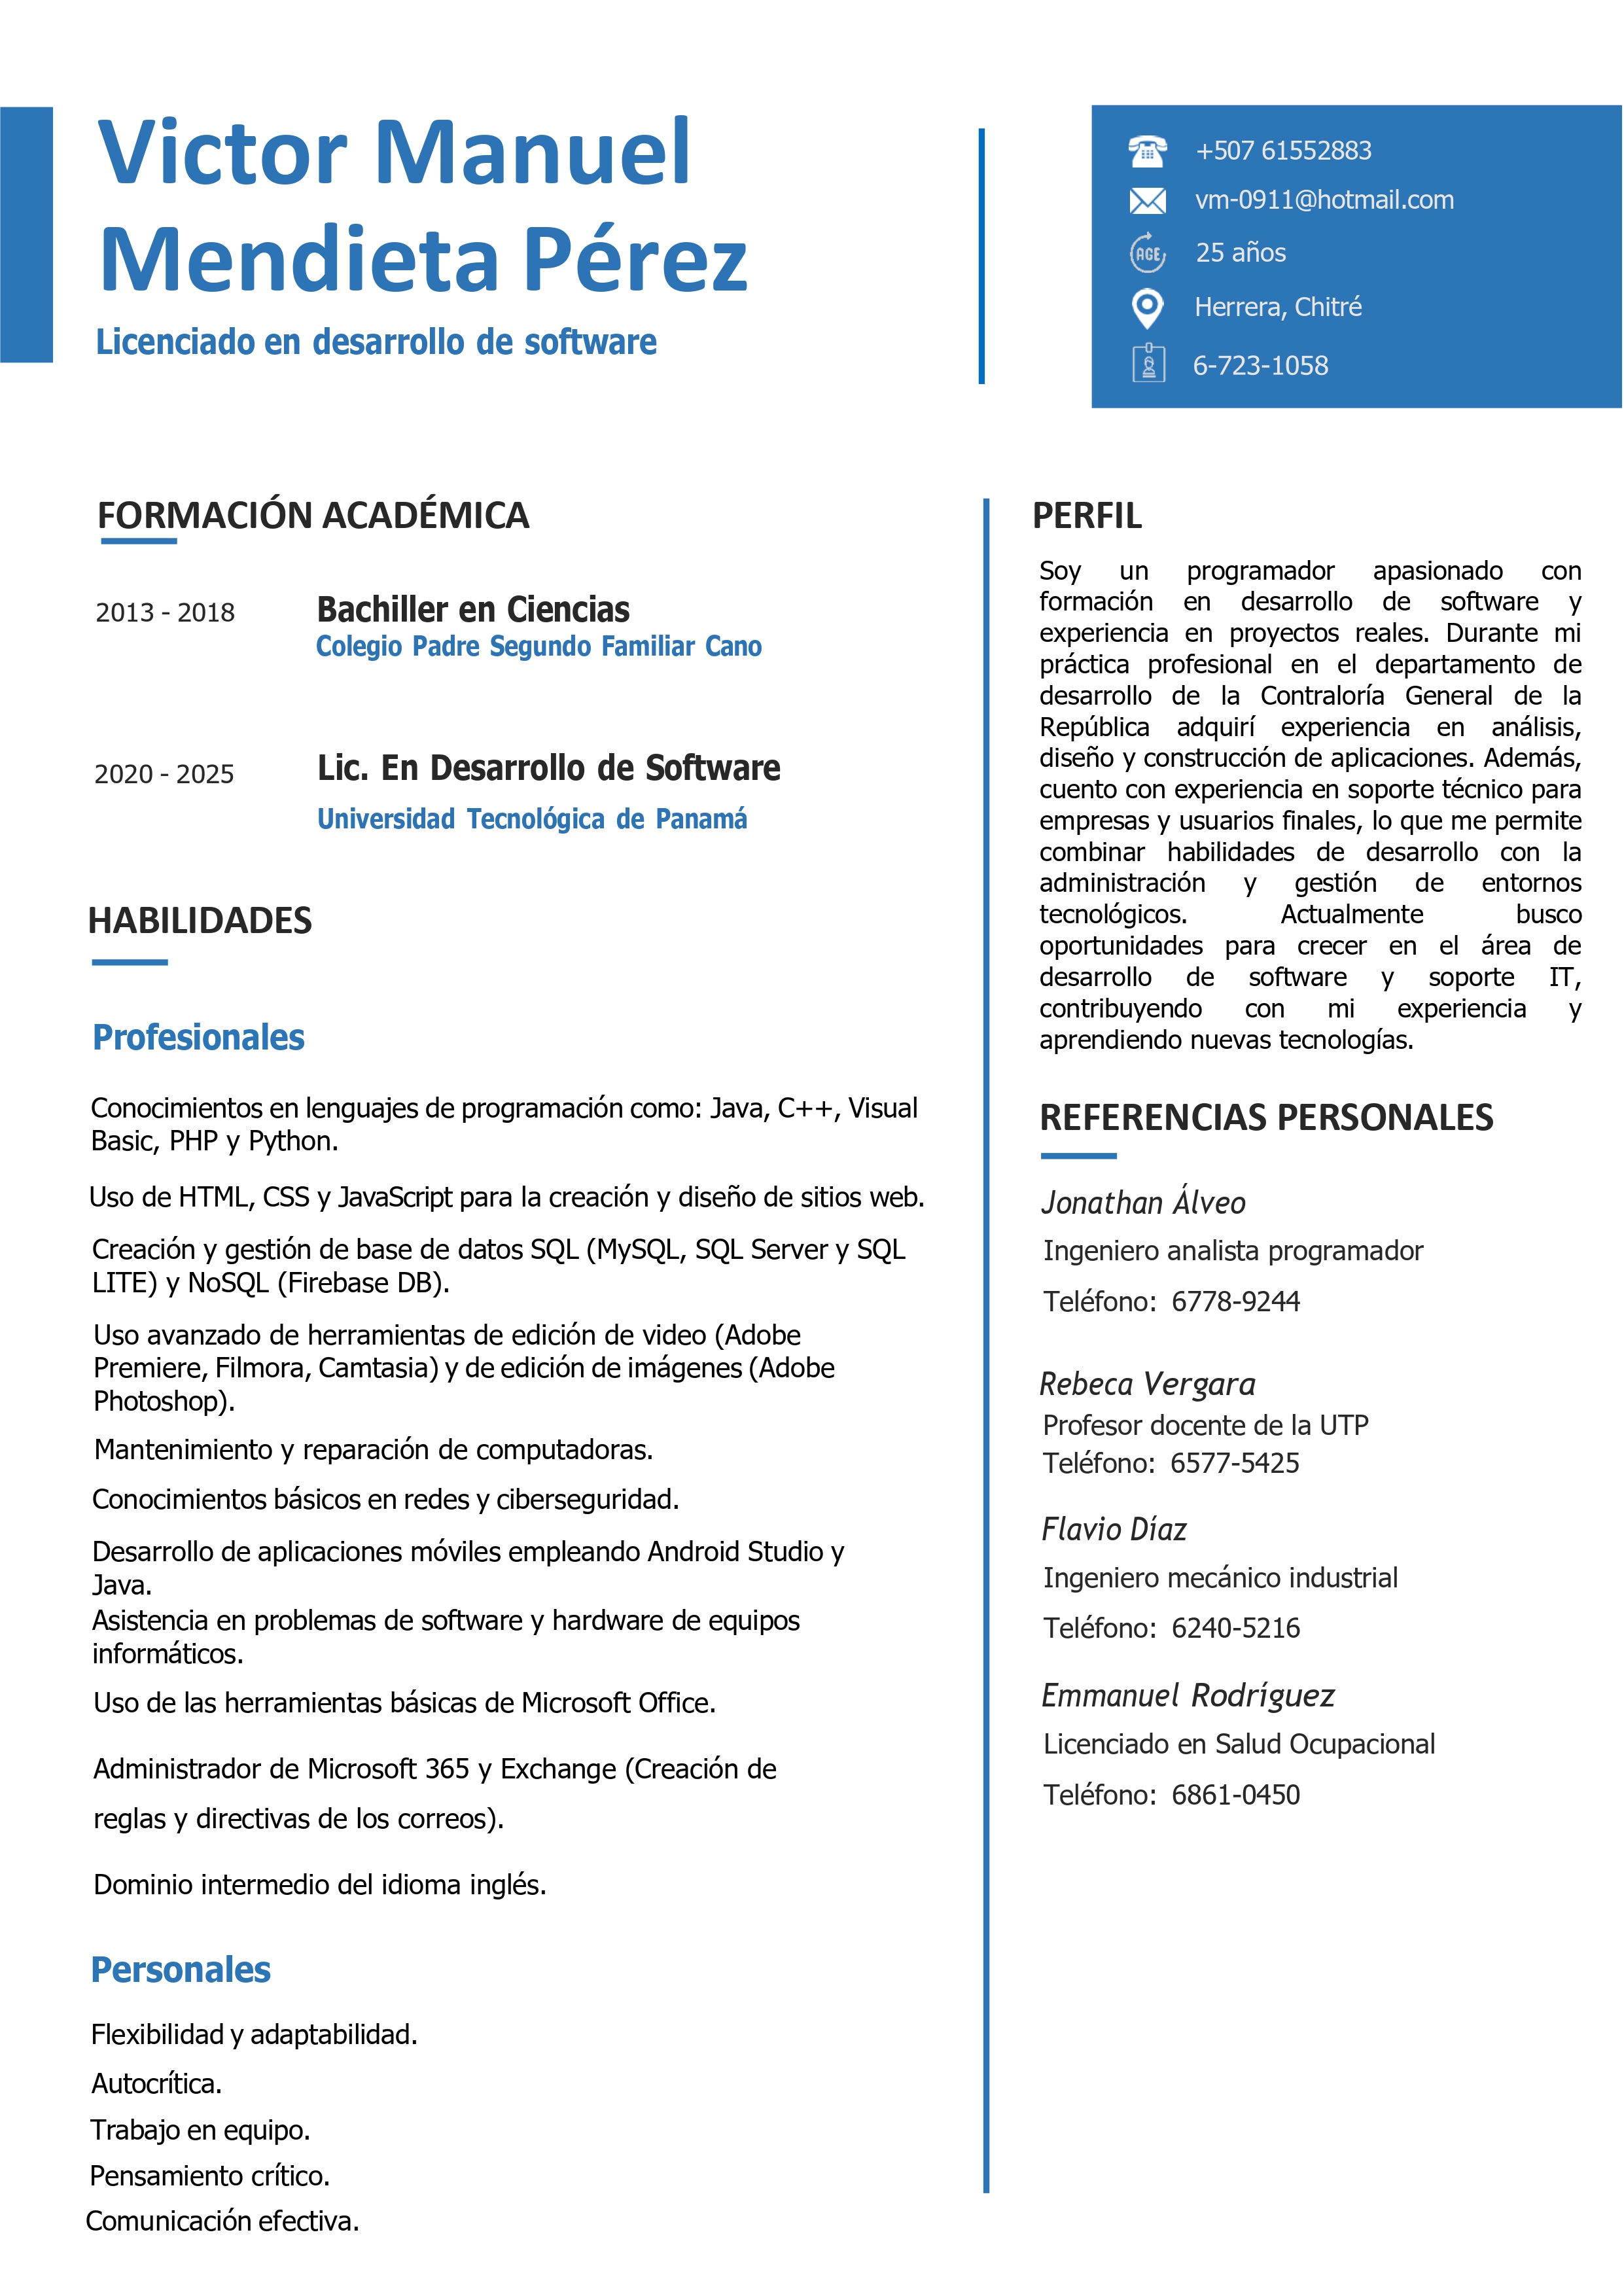 Victor Manuel
Mendieta Pérez
Licenciado en desarrollo de software
+507 61552883
vm-0911@hotmail.com
AGE
25 años
Herrera, Chitré
6-723-1058
FORMACIÓN ACADÉMICA
2013 - 2018
Bachiller en Ciencias
Colegio Padre Segundo Familiar Cano
2020 - 2025
Lic. En Desarrollo de Software
Universidad Tecnológica de Panamá
HABILIDADES
Profesionales
Conocimientos en lenguajes de programación como: Java, C++, Visual
Basic, PHP y Python.
Uso de HTML, CSS y JavaScript para la creación y diseño de sitios web.
Creación y gestión de base de datos SQL (MySQL, SQL Server y SQL
LITE) y NoSQL (Firebase DB).
Uso avanzado de herramientas de edición de video (Adobe
Premiere, Filmora, Camtasia) y de edición de imágenes (Adobe
Photoshop).
Mantenimiento y reparación de computadoras.
Conocimientos básicos en redes y ciberseguridad.
Desarrollo de aplicaciones móviles empleando Android Studio y
Java.
Asistencia en problemas de software y hardware de equipos
informáticos.
Uso de las herramientas básicas de Microsoft Office.
Administrador de Microsoft 365 y Exchange (Creación de
reglas y directivas de los correos).
Dominio intermedio del idioma inglés.
Personales
Flexibilidad y adaptabilidad.
Autocrítica.
Trabajo en equipo.
Pensamiento crítico.
Comunicación efectiva.
PERFIL
Soy un programador apasionado con
formación en desarrollo de software y
experiencia en proyectos reales. Durante mi
práctica profesional en el departamento de
desarrollo de la Contraloría General de la
República adquirí experiencia en análisis,
diseño y construcción de aplicaciones. Además,
cuento con experiencia en soporte técnico para
empresas y usuarios finales, lo que me permite
combinar habilidades de desarrollo con la
administración y gestión de entornos
tecnológicos. Actualmente busco
oportunidades para crecer en el área de
desarrollo de software y soporte IT,
contribuyendo con mi experiencia y
aprendiendo nuevas tecnologías.
REFERENCIAS PERSONALES
Jonathan Álveo
Ingeniero analista programador
Teléfono: 6778-9244
Rebeca Vergara
Profesor docente de la UTP
Teléfono: 6577-5425
Flavio Díaz
Ingeniero mecánico industrial
Teléfono: 6240-5216
Emmanuel Rodríguez
Licenciado en Salud Ocupacional
Teléfono: 6861-0450